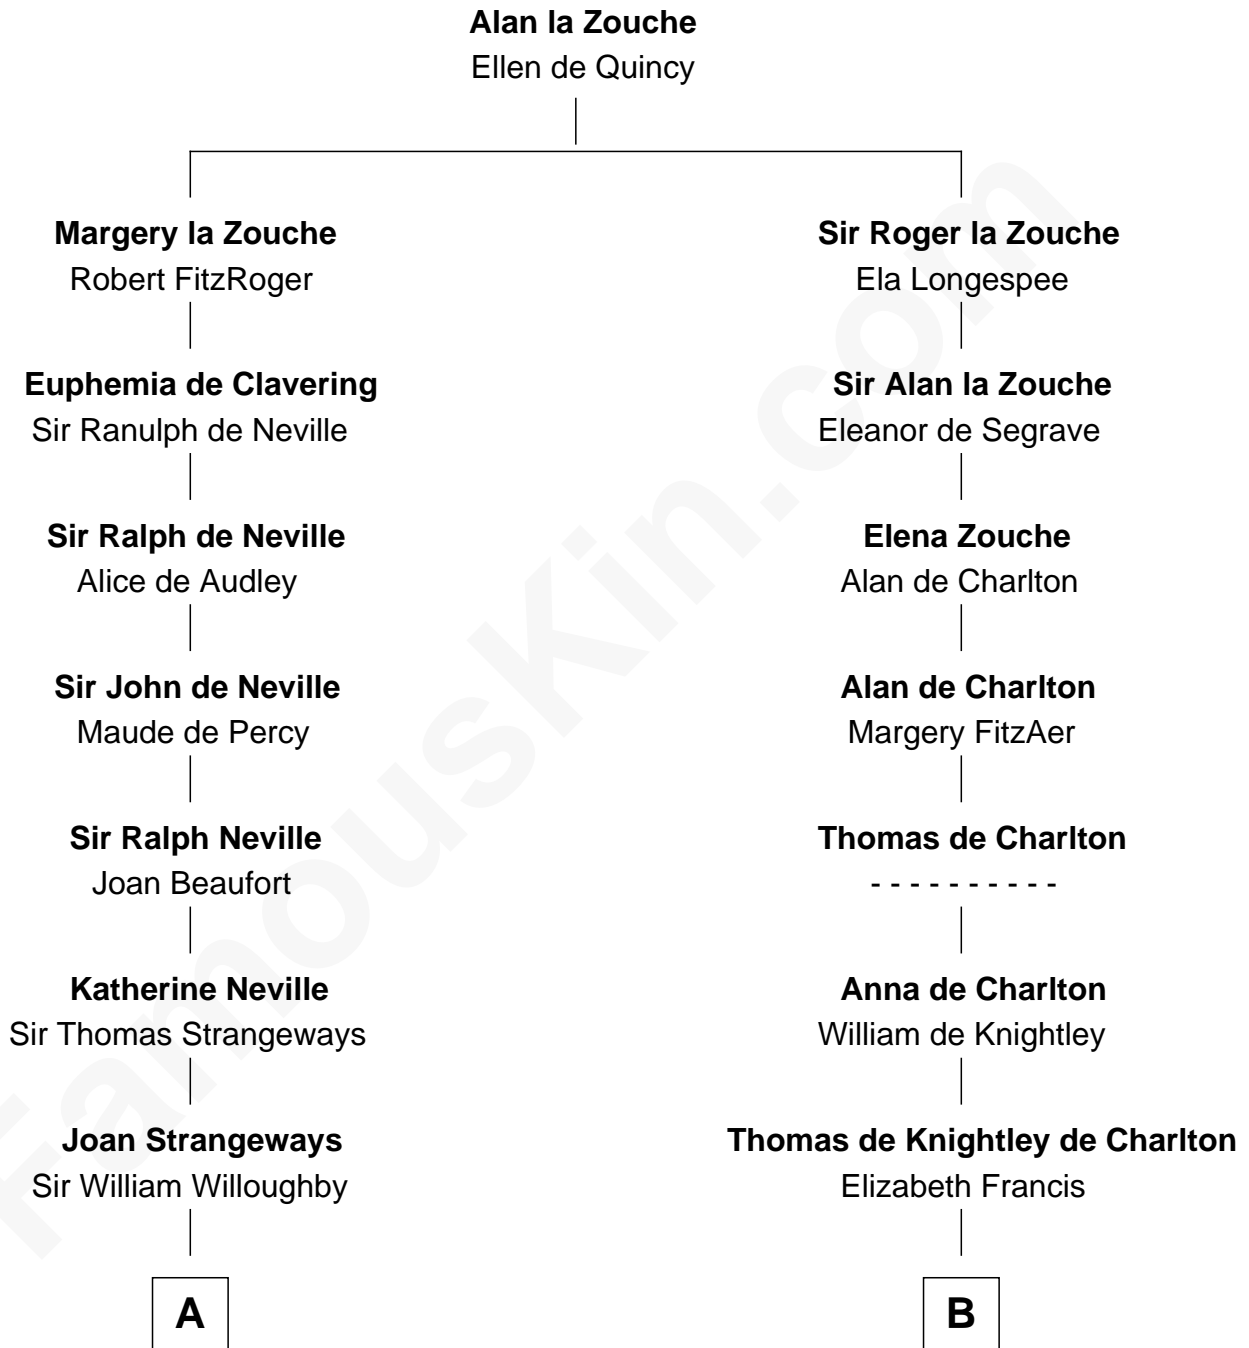 Alan la Zouche
Ellen de Quincy
Margery la Zouche
Robert FitzRoger
Sir Roger la Zouche
Ela Longespee
Euphemia de Clavering
Sir Ranulph de Neville
Sir Alan la Zouche
Eleanor de Segrave
Sir Ralph de Neville
Alice de Audley
Elena Zouche
Alan de Charlton
Sir John de Neville
Maude de Percy
Alan de Charlton
Margery FitzAer
Sir Ralph Neville
Joan Beaufort
Thomas de Charlton
- - - - - - - - - -
Katherine Neville
Sir Thomas Strangeways
Anna de Charlton
William de Knightley
Joan Strangeways
Sir William Willoughby
Thomas de Knightley de Charlton
Elizabeth Francis
A
B
FamousKin.com